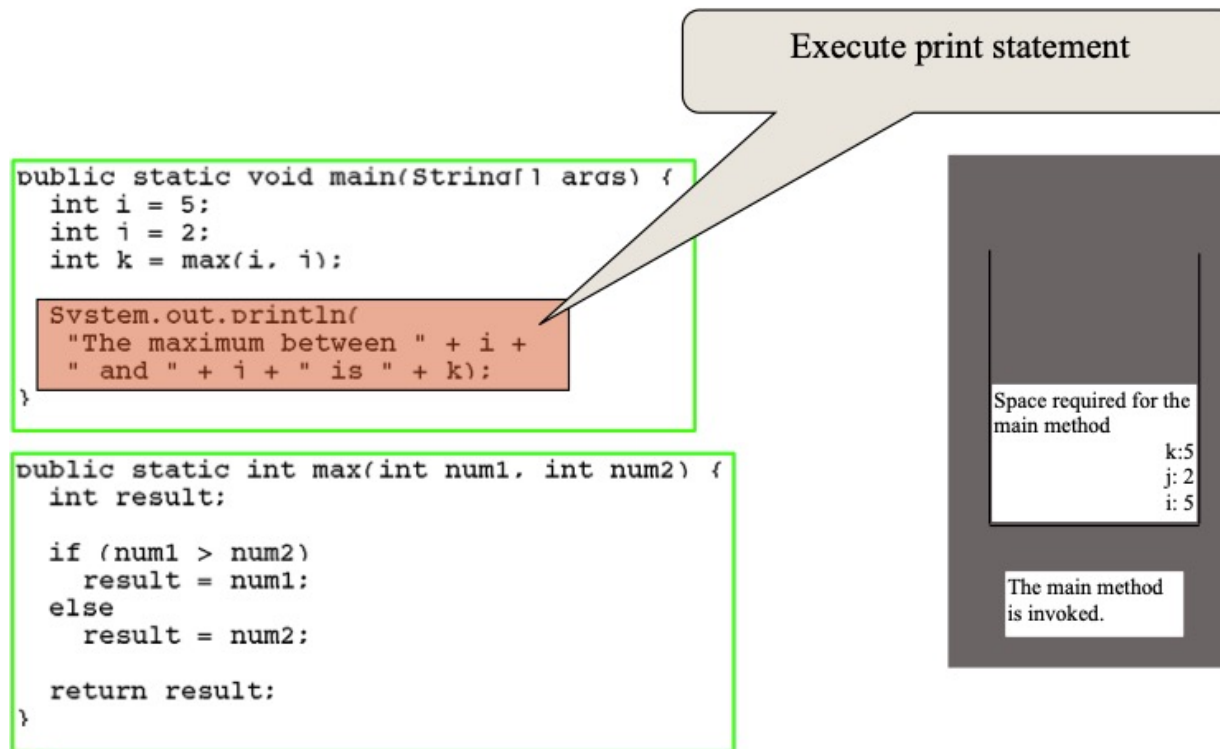 Execute print statement
public static void main(String[] args) {
int i = 5;
int j = 2;
int k = max(i, j);
System.out.println(
"The maximum between " + i +
" and " + j + " is " + k);
}
public static int max(int num1, int num2) {
int result;
if (num1 > num2)
result = num1;
else
result = num2;
return result;
}
Space required for the
main method
k:5
j: 2
i: 5
The main method
is invoked.